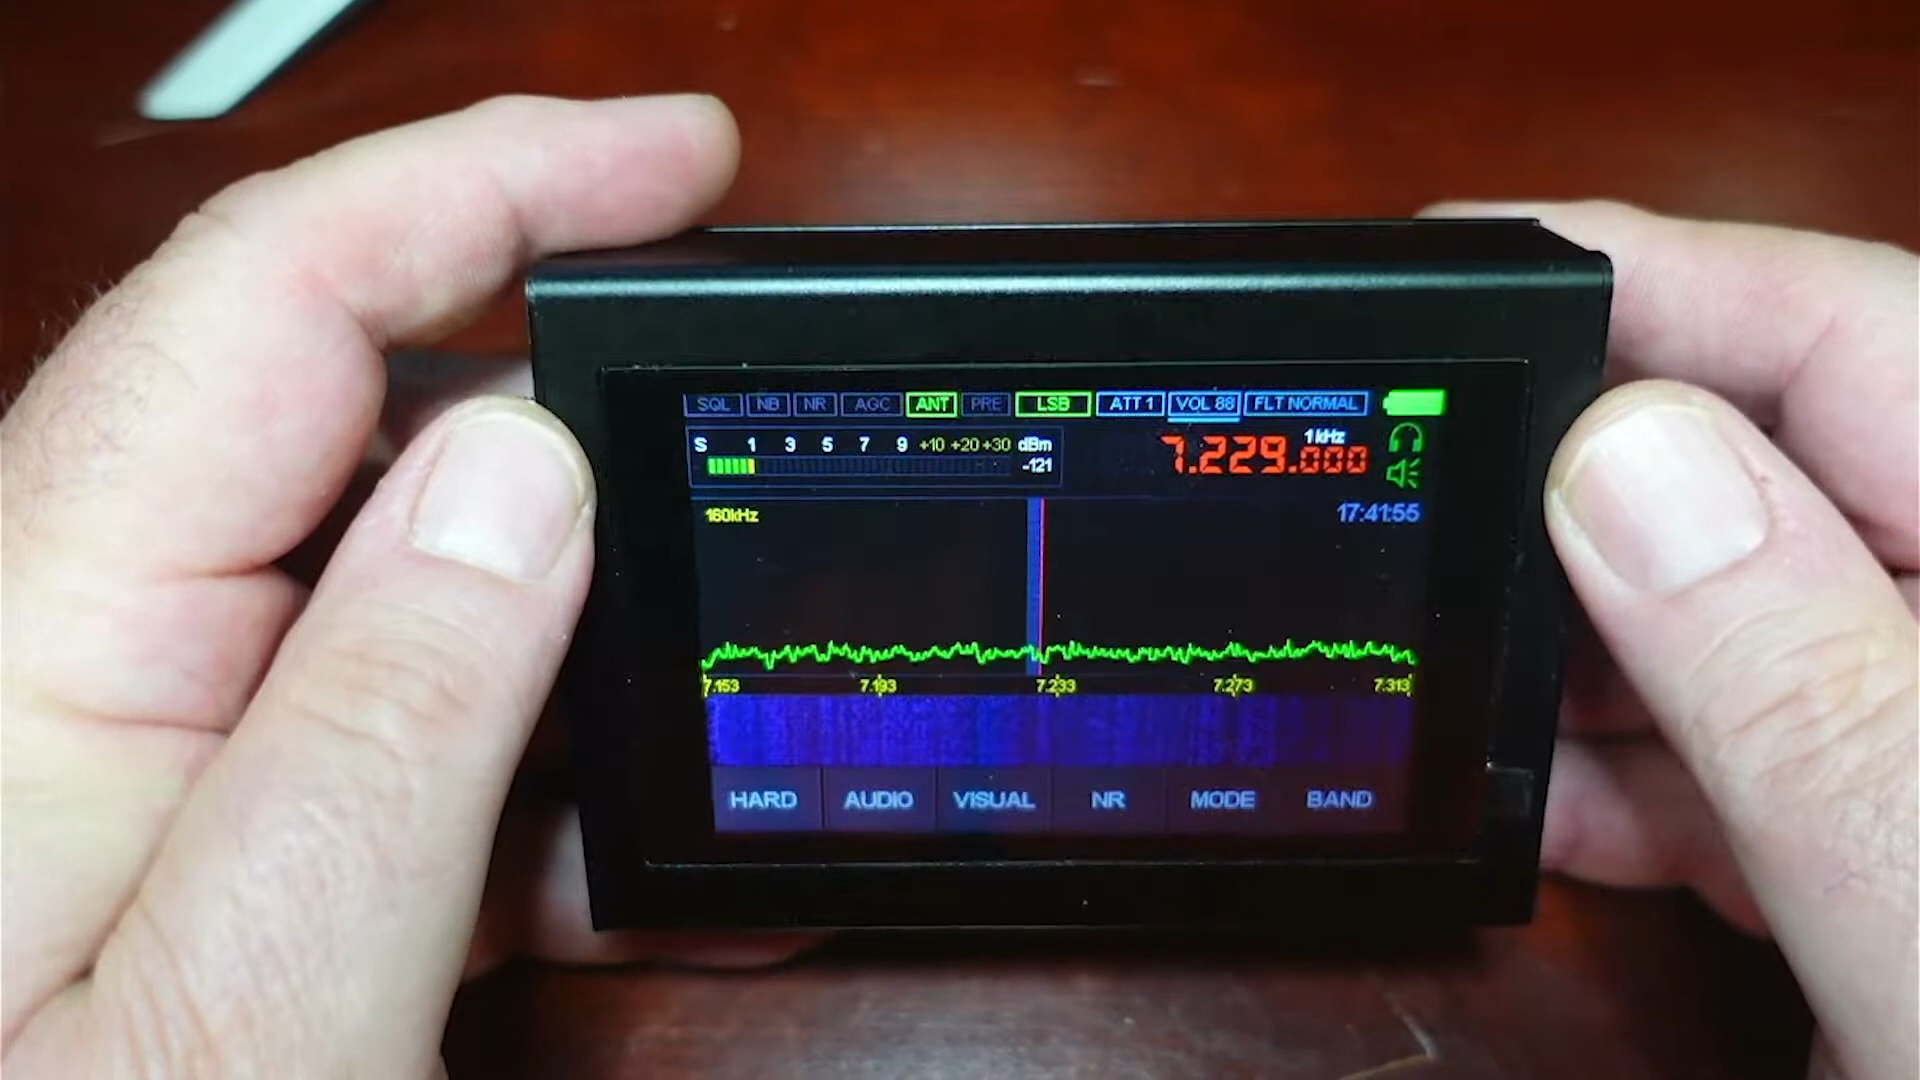 SQL NB NR AGC ANT PRE LSB ATT 1 VOL 88 FLT NORMAL
S 1 3 5 7 9 +10 +20 +30 dBm
-121
1kHz
7.229.000
160kHz
17:41:55
7.153 7.193 7.233 7.273 7.313
HARD AUDIO VISUAL NR MODE BAND